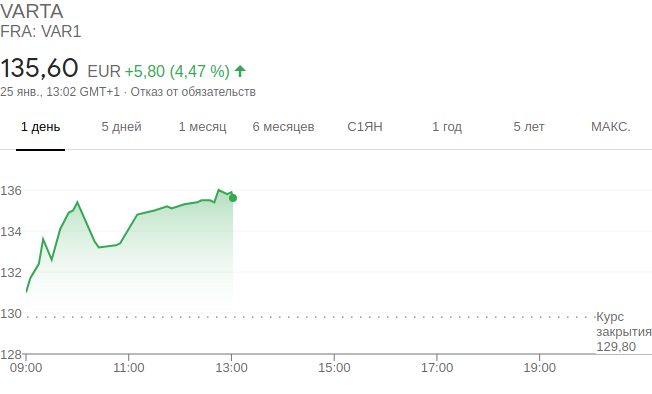 VARTA
FRA: VAR1
135,60 EUR +5,80 (4,47 %)
25 янв., 13:02 GMT+1 · Отказ от обязательств
1 день 5 дней 1 месяц 6 месяцев С1ЯН 1 год 5 лет МАКС.
136
134
132
130
Курс
закрытия
129,80
128
09:00 11:00 13:00 15:00 17:00 19:00